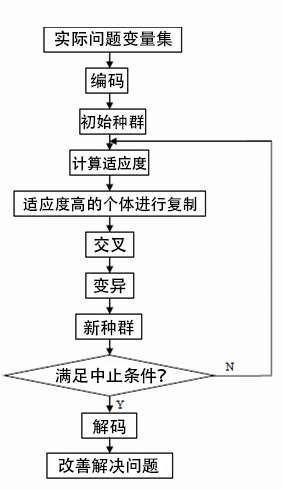 实际问题变量集
编码
初始种群
计算适应度
适应度高的个体进行复制
交叉
变异
新种群
满足中止条件?
N
Y
解码
改善解决问题